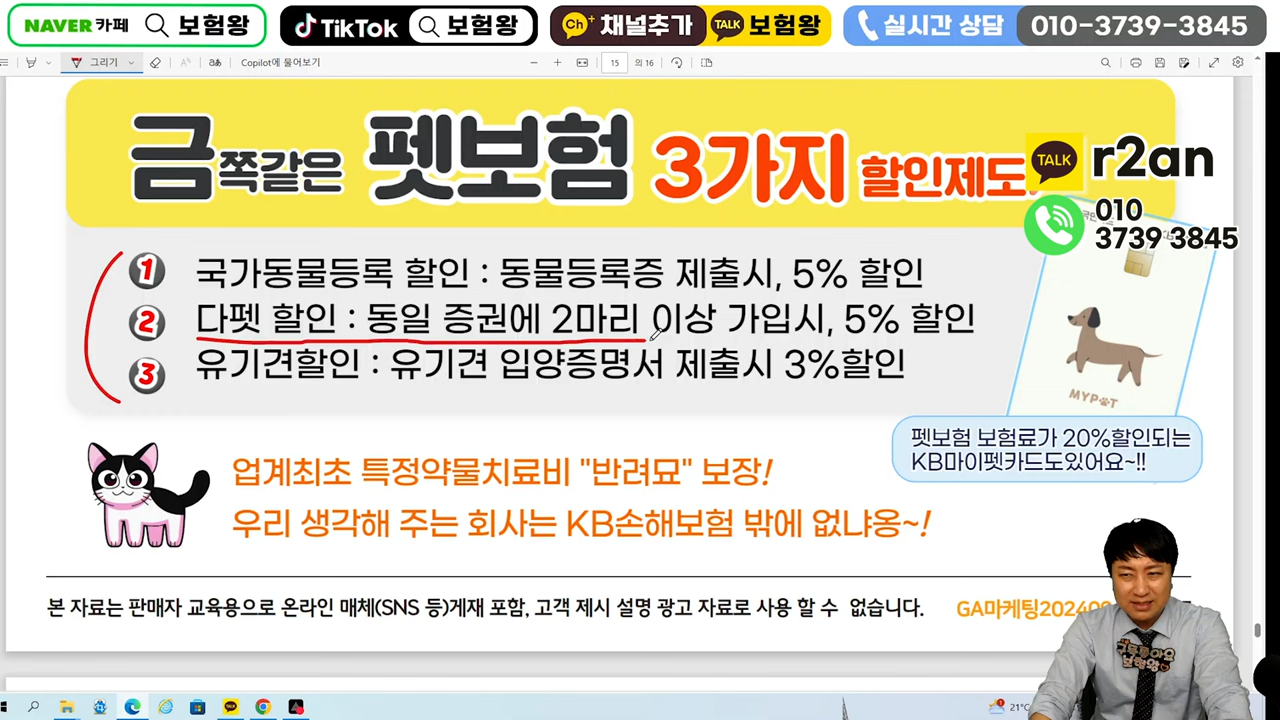 NAVER 카페 보험왕
TikTok 보험왕
Ch+ 채널추가 TALK 보험왕
실시간 상담 010-3739-3845
그리기
Copilot에 물어보기
15 의 16
금쪽같은 펫보험 3가지 할인제도
TALK r2an
010
3739 3845
1 국가동물등록 할인 : 동물등록증 제출시, 5% 할인
2 다펫 할인 : 동일 증권에 2마리 이상 가입시, 5% 할인
3 유기견할인 : 유기견 입양증명서 제출시 3%할인
MYPET
펫보험 보험료가 20%할인되는
KB마이펫카드도있어요~!!
업계최초 특정약물치료비 "반려묘" 보장!
우리 생각해 주는 회사는 KB손해보험 밖에 없냐옹~!
본 자료는 판매자 교육용으로 온라인 매체(SNS 등)게재 포함, 고객 제시 설명 광고 자료로 사용 할 수 없습니다.
GA마케팅2024
구독좋아요
보험왕
21°C